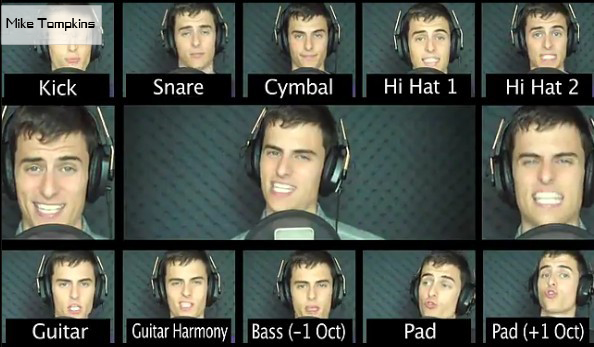 Mike Tompkins
Kick
Snare
Cymbal
Hi Hat 1
Hi Hat 2
Guitar
Guitar Harmony
Bass (-1 Oct)
Pad
Pad (+1 Oct)